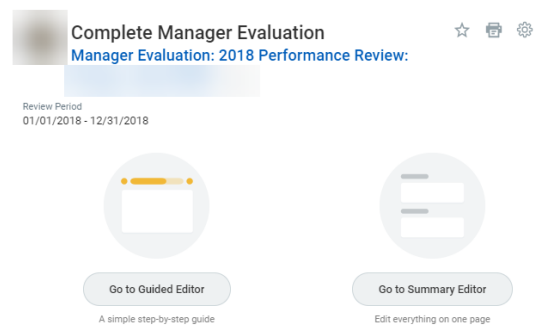 Complete Manager Evaluation
Manager Evaluation: 2018 Performance Review:
Review Period
01/01/2018 - 12/31/2018
Go to Guided Editor
Go to Summary Editor
A simple step-by-step guide
Edit everything on one page